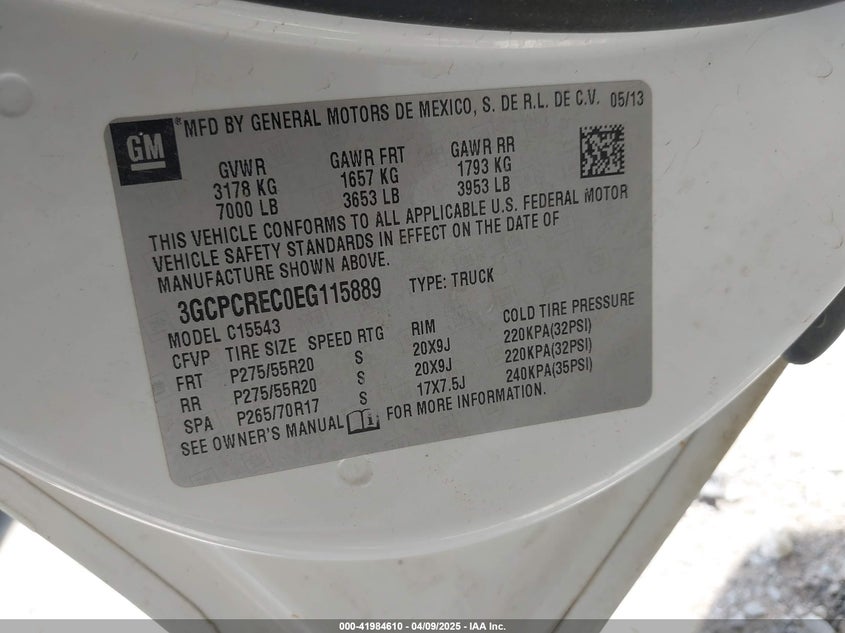 GM
®MFD BY GENERAL MOTORS DE MEXICO, S. DE R.L. DE C.V. 05/13
GVWR GAWR FRT GAWR RR
3178 KG 1657 KG 1793 KG
7000 LB 3653 LB 3953 LB
THIS VEHICLE CONFORMS TO ALL APPLICABLE U.S. FEDERAL MOTOR
VEHICLE SAFETY STANDARDS IN EFFECT ON THE DATE OF
MANUFACTURE SHOWN ABOVE.
3GCPCREC0EG115889 TYPE: TRUCK
MODEL C15543
CFVP TIRE SIZE SPEED RTG RIM COLD TIRE PRESSURE
FRT P275/55R20 S 20X9J 220KPA(32PSI)
RR P275/55R20 S 20X9J 220KPA(32PSI)
SPA P265/70R17 S 17X7.5J 240KPA(35PSI)
SEE OWNER'S MANUAL FOR MORE INFORMATION.
000-41984610 - 04/09/2025 - IAA Inc.